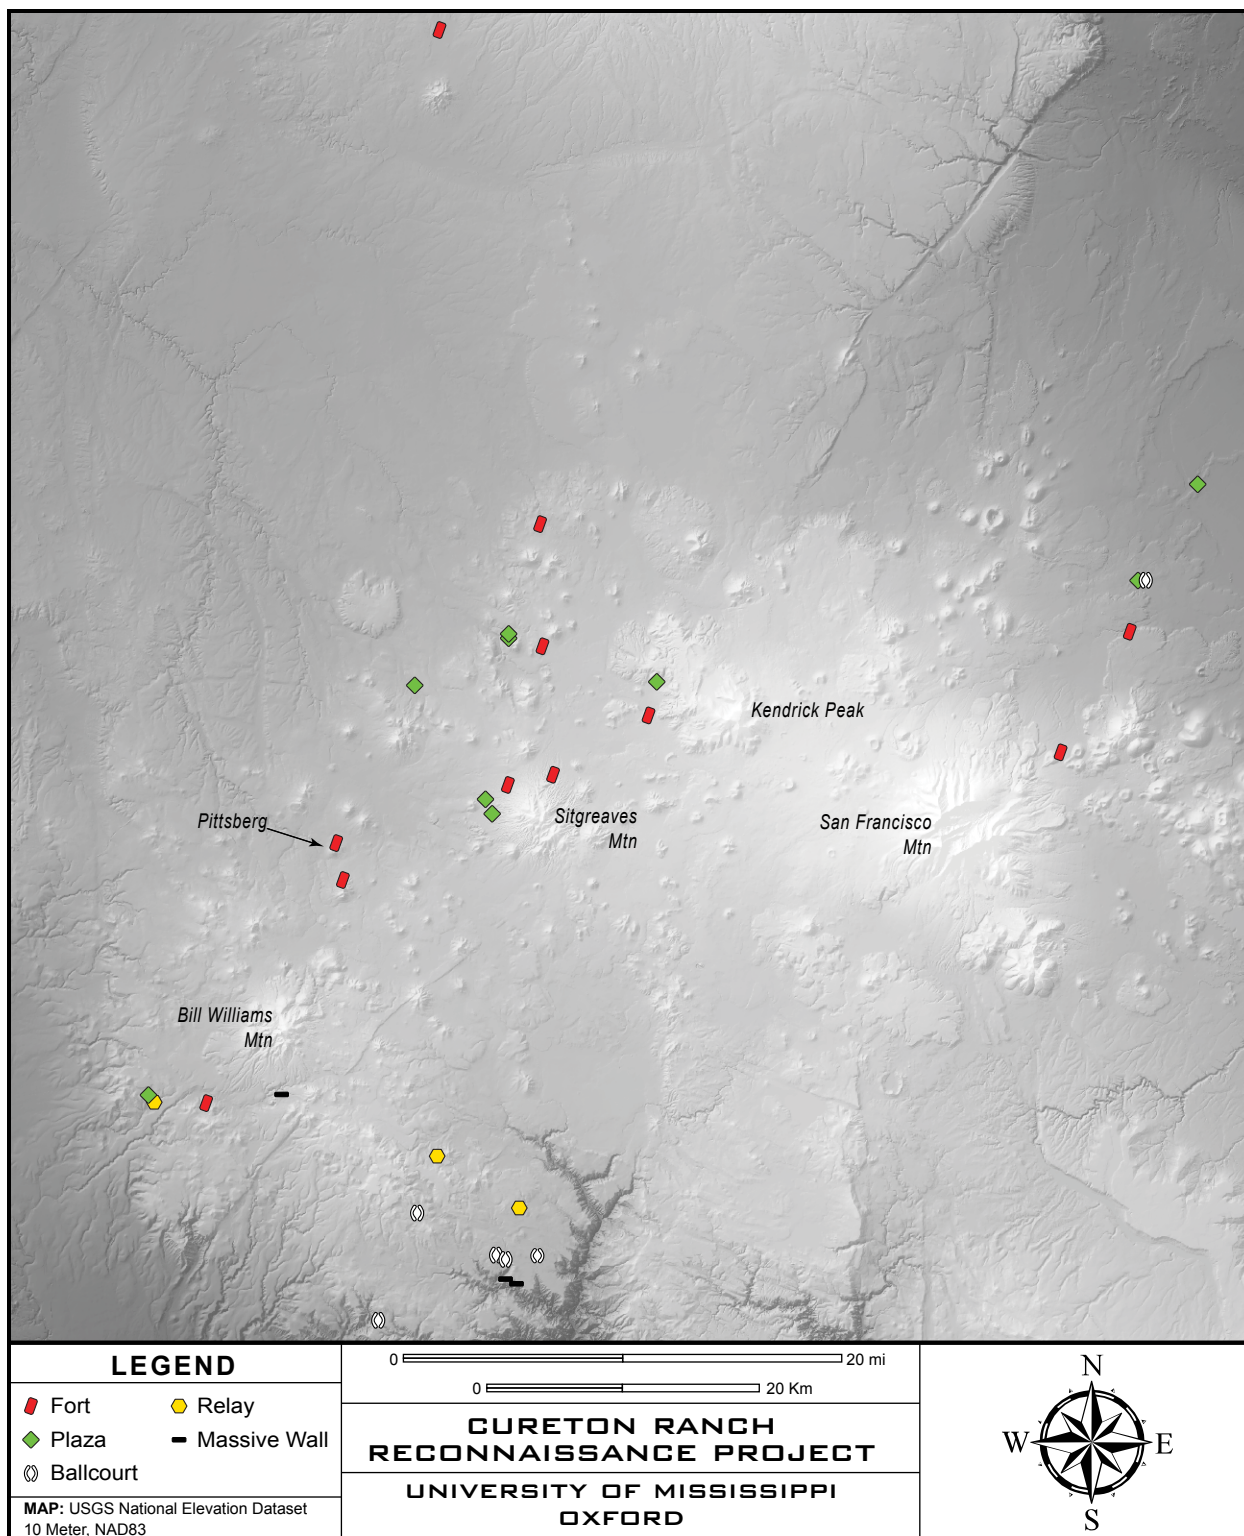 Kendrick Peak
Sitgreaves
Mtn
San Francisco
Mtn
Pittsberg
Bill Williams
Mtn
LEGEND
Fort
Relay
Plaza
Massive Wall
Ballcourt
MAP: USGS National Elevation Dataset
10 Meter, NAD83
0 20 mi
0 20 Km
CURETON RANCH
RECONNAISSANCE PROJECT
UNIVERSITY OF MISSISSIPPI
OXFORD
N
W E
S